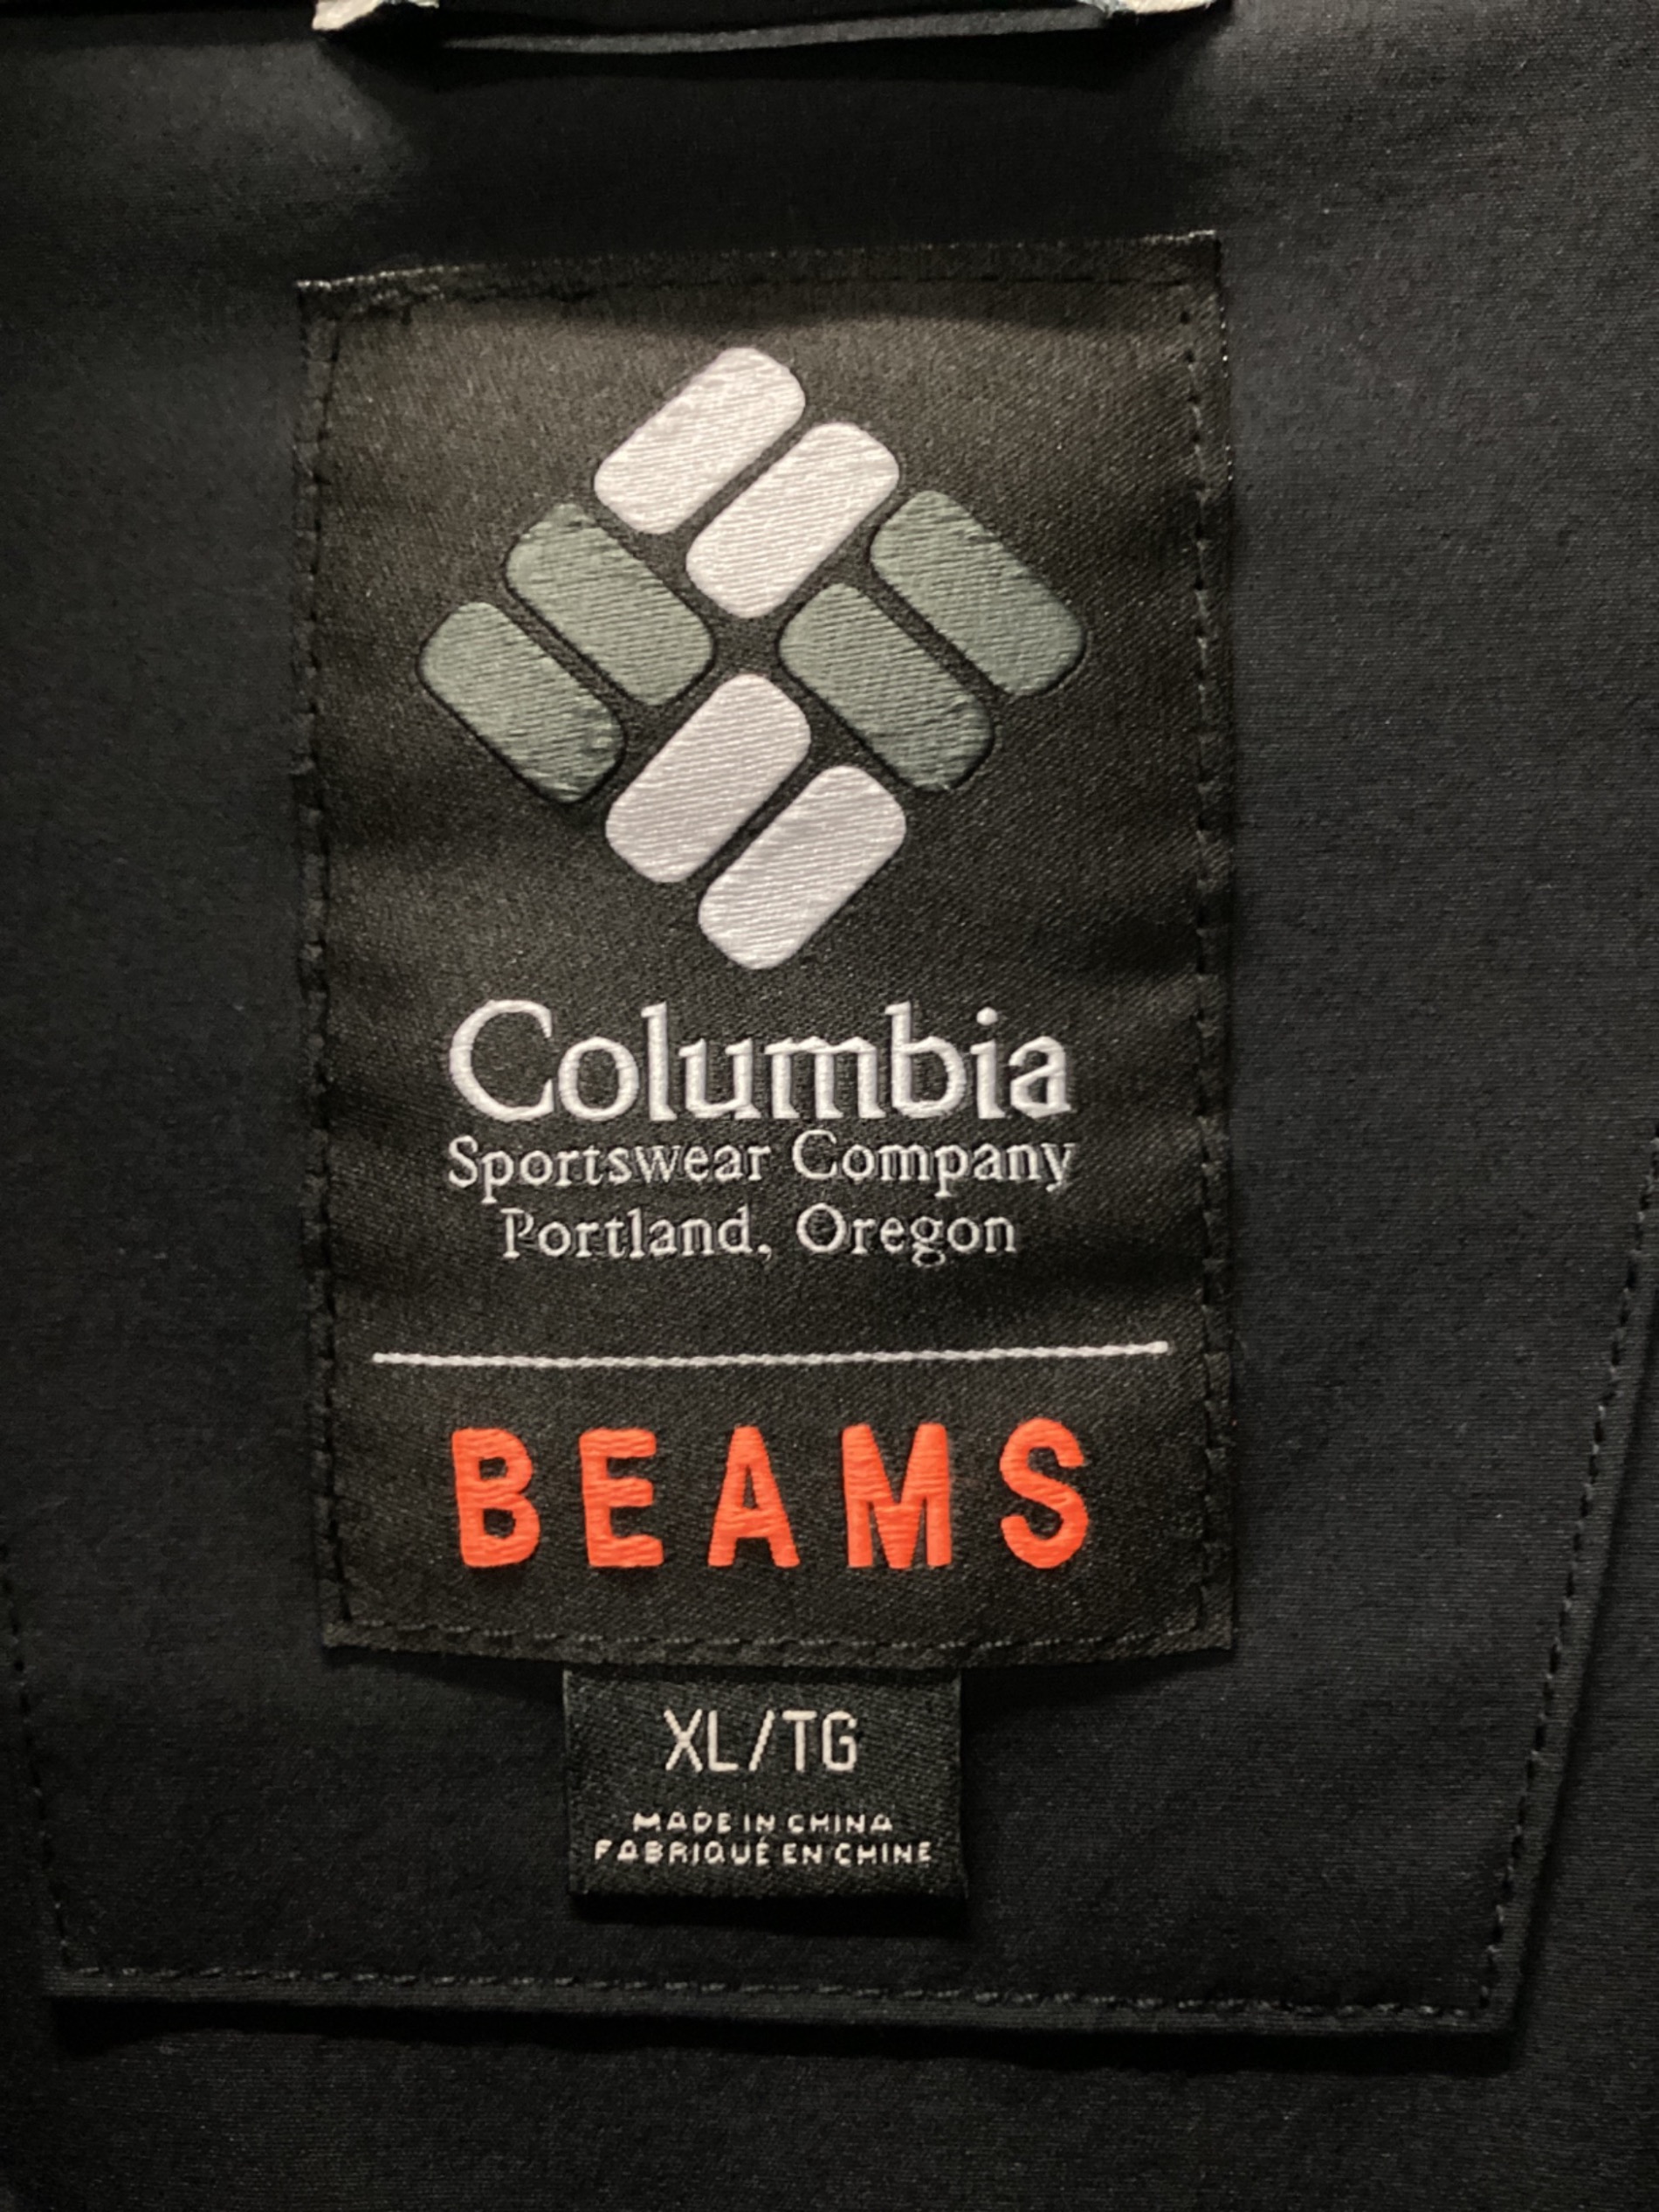 Columbia
Sportswear Company
Portland, Oregon
BEAMS
XL/TG
MADE IN CHINA
FABRIQUÉ EN CHINE